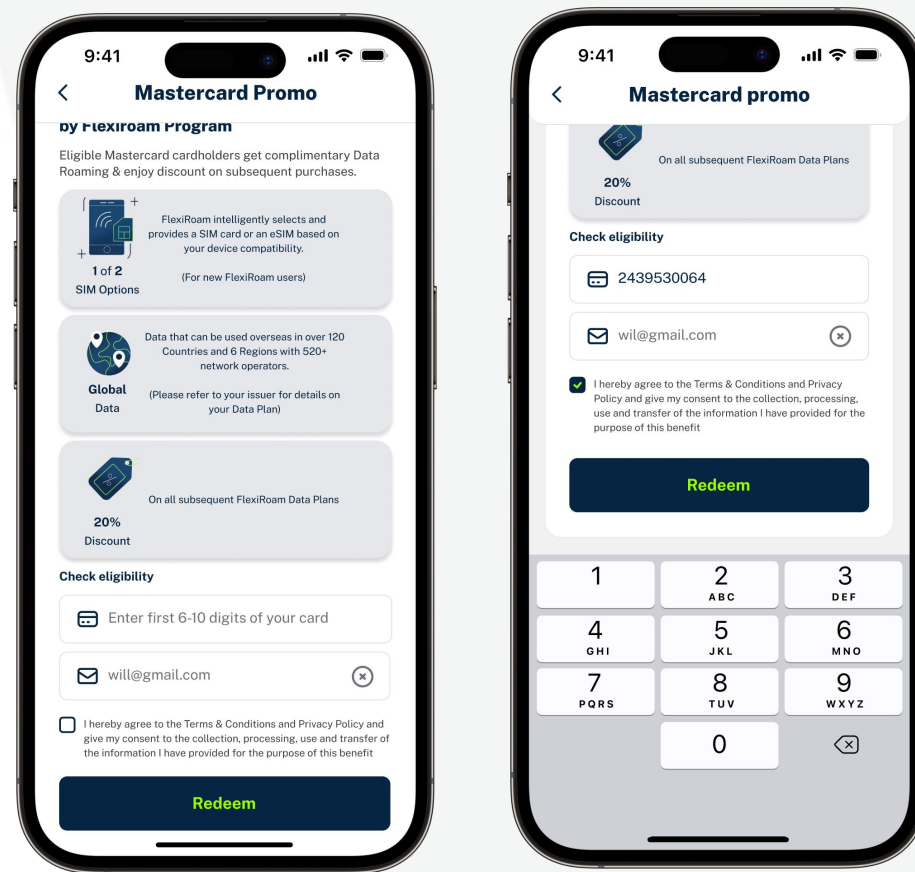 9:41
Mastercard Promo
by Flexiroam Program
Eligible Mastercard cardholders get complimentary Data
Roaming & enjoy discount on subsequent purchases.
1 of 2
SIM Options
FlexiRoam intelligently selects and
provides a SIM card or an eSIM based on
your device compatibility.
(For new FlexiRoam users)
Global
Data
Data that can be used overseas in over 120
Countries and 6 Regions with 520+
network operators.
(Please refer to your issuer for details on
your Data Plan)
%
20%
Discount
On all subsequent FlexiRoam Data Plans
Check eligibility
Enter first 6-10 digits of your card
will@gmail.com
I hereby agree to the Terms & Conditions and Privacy Policy and
give my consent to the collection, processing, use and transfer of
the information I have provided for the purpose of this benefit
Redeem
9:41
Mastercard promo
%
20%
Discount
On all subsequent FlexiRoam Data Plans
Check eligibility
2439530064
wil@gmail.com
I hereby agree to the Terms & Conditions and Privacy
Policy and give my consent to the collection, processing,
use and transfer of the information I have provided for the
purpose of this benefit
Redeem
1 2 3
ABC DEF
4 5 6
GHI JKL MNO
7 8 9
PQRS TUV WXYZ
0